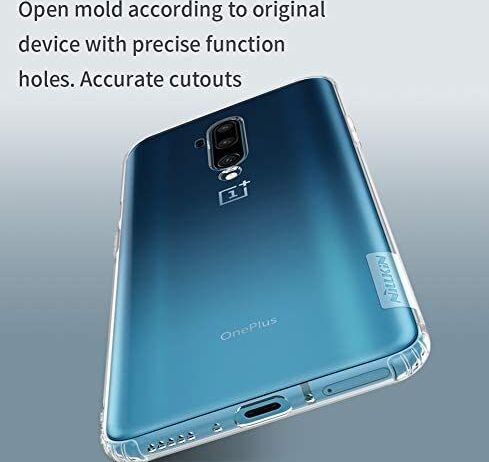 Open mold according to original
device with precise function
holes. Accurate cutouts
1+
OnePlus
NILLKIN